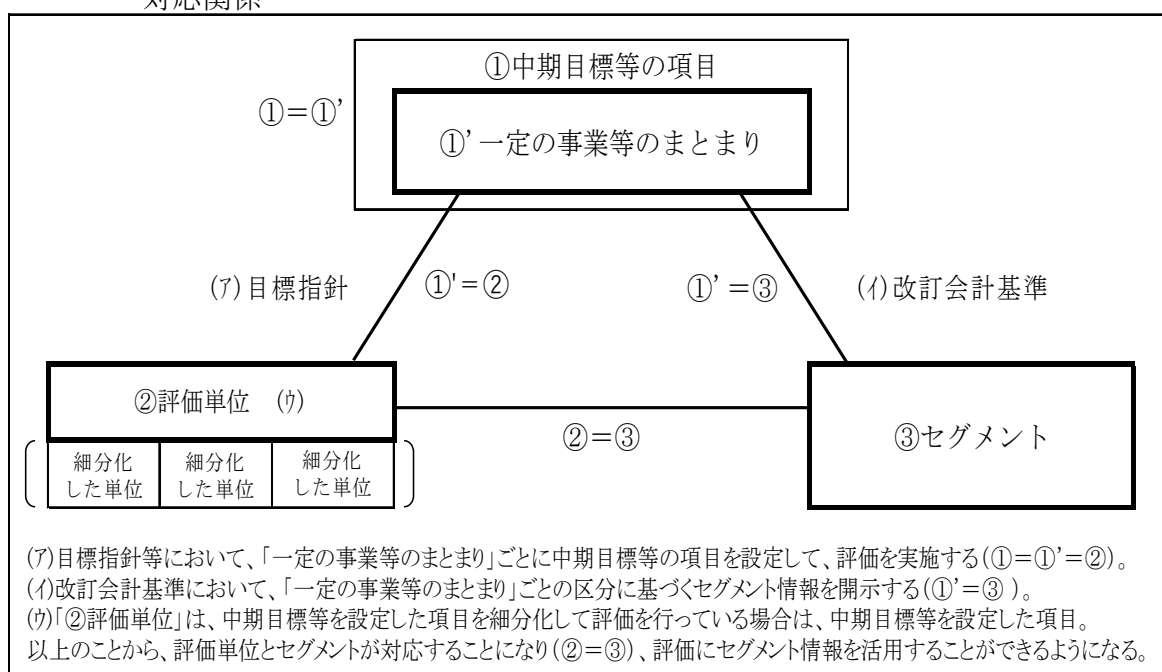 対応関係
①中期目標等の項目
①＝①’
①’一定の事業等のまとまり
(ｱ)目標指針
①'＝②
①’＝③
(ｲ)改訂会計基準
②評価単位　(ｳ)
②＝③
③セグメント
細分化
した単位
細分化
した単位
細分化
した単位
(ｱ)目標指針等において、「一定の事業等のまとまり」ごとに中期目標等の項目を設定して、評価を実施する(①＝①’＝②)。
(ｲ)改訂会計基準において、「一定の事業等のまとまり」ごとの区分に基づくセグメント情報を開示する(①’＝③ )。
(ｳ)「②評価単位」は、中期目標等を設定した項目を細分化して評価を行っている場合は、中期目標等を設定した項目。
以上のことから、評価単位とセグメントが対応することになり(②＝③)、評価にセグメント情報を活用することができるようになる。